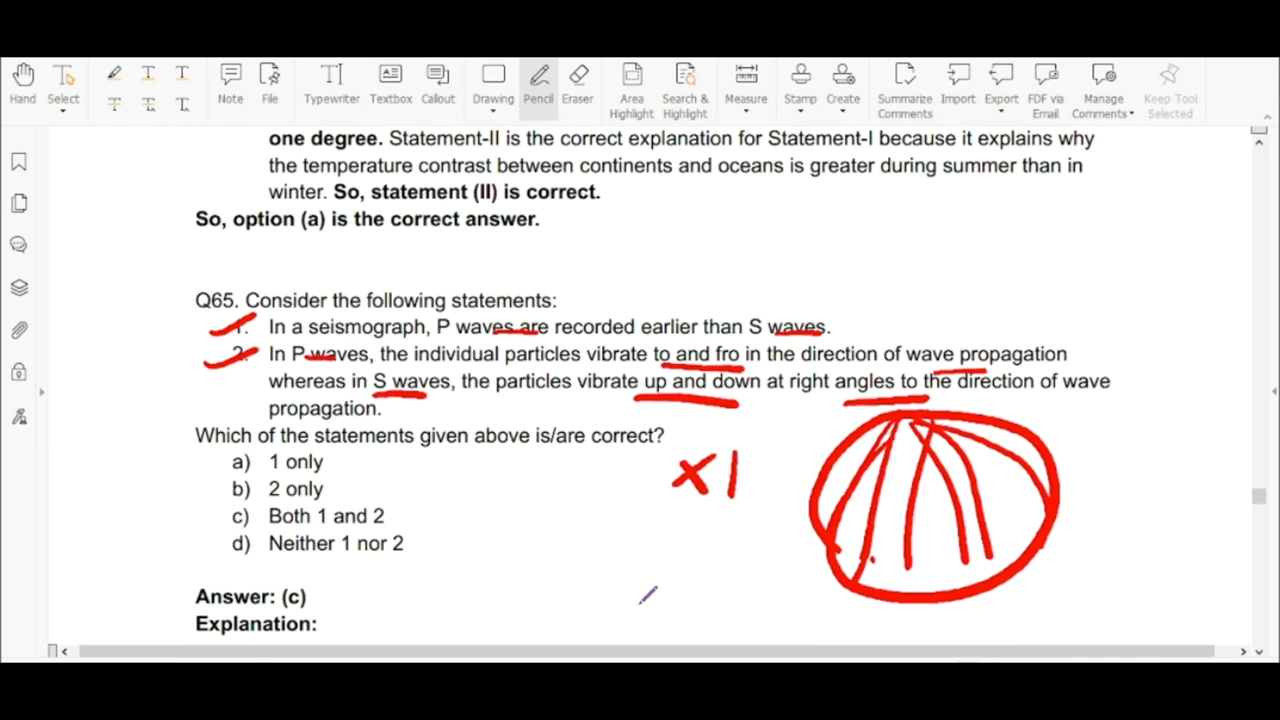 Hand Select Note File Typewriter Textbox Callout Drawing Pencil Eraser Area Highlight Search & Highlight Measure Stamp Create Summarize Comments Import Export PDF via Email Manage Comments Keep Tool Selected
one degree. Statement-II is the correct explanation for Statement-I because it explains why
the temperature contrast between continents and oceans is greater during summer than in
winter. So, statement (II) is correct.
So, option (a) is the correct answer.
Q65. Consider the following statements:
1. In a seismograph, P waves are recorded earlier than S waves.
2. In P waves, the individual particles vibrate to and fro in the direction of wave propagation
whereas in S waves, the particles vibrate up and down at right angles to the direction of wave
propagation.
Which of the statements given above is/are correct?
a) 1 only
b) 2 only
c) Both 1 and 2
d) Neither 1 nor 2
x1
Answer: (c)
Explanation: